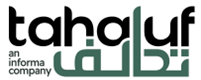 tahaluf
an
informa
company
تحالف